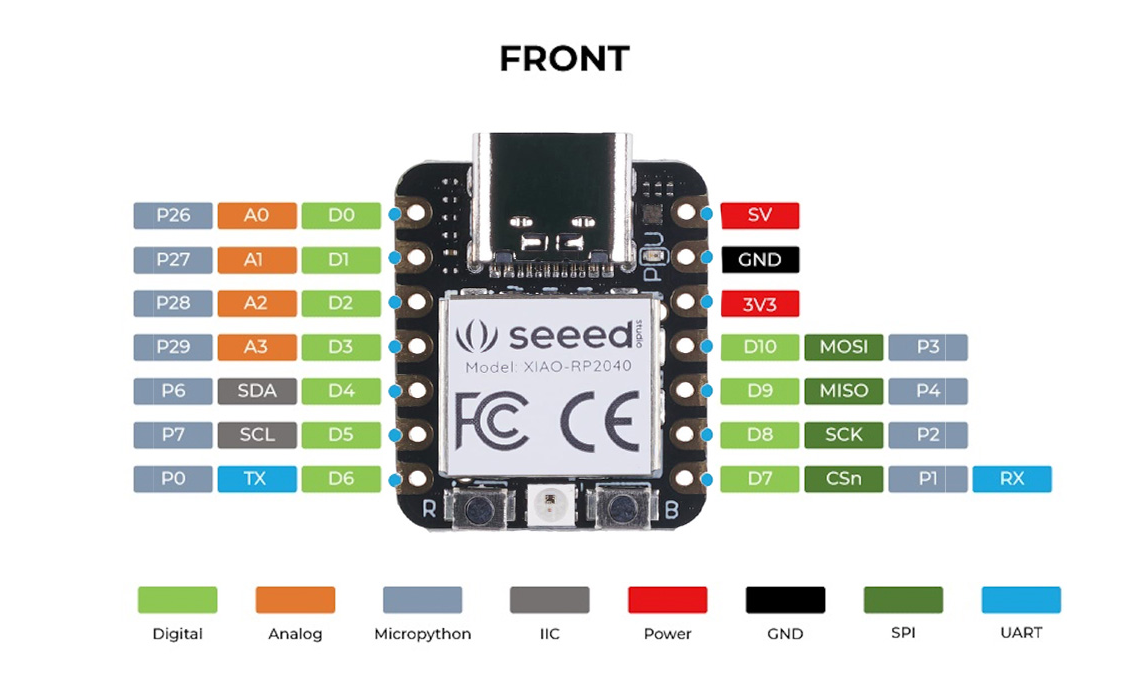 FRONT
P26 A0 D0 SV
P27 A1 D1 GND
P28 A2 D2 3V3
P29 A3 D3 D10 MOSI P3
P6 SDA D4 D9 MISO P4
P7 SCL D5 D8 SCK P2
P0 TX D6 D7 CSn P1 RX
PU
seeed studio
Model: XIAO-RP2040
FC CE
R B
Digital Analog Micropython IIC Power GND SPI UART